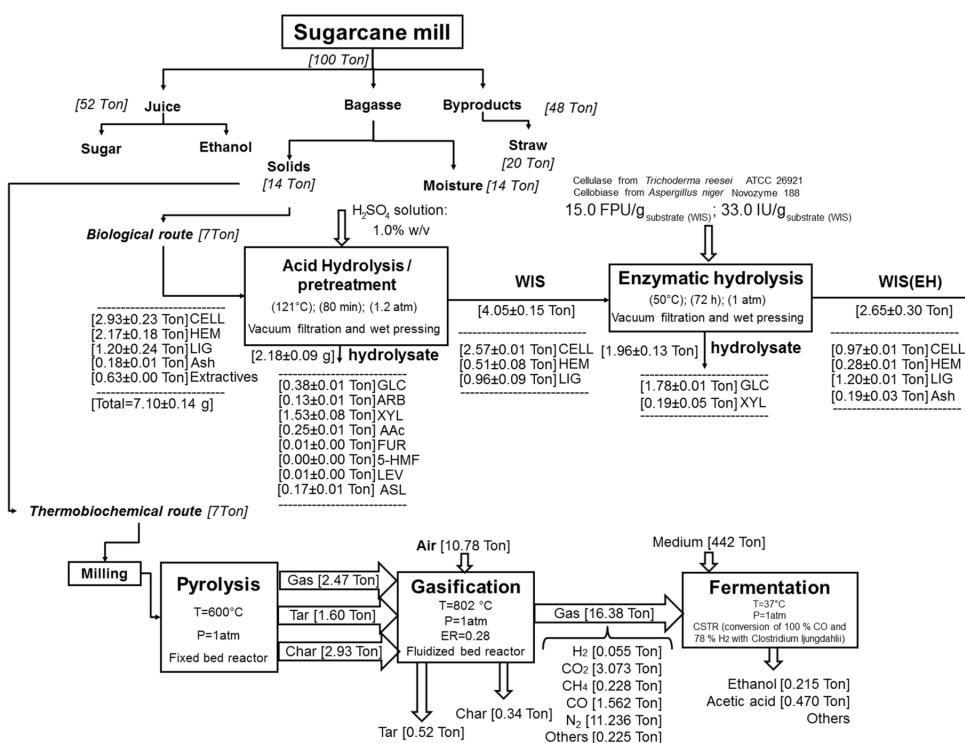 Sugarcane mill
[100 Ton]
[52 Ton] Juice
Bagasse
Byproducts [48 Ton]
Sugar
Ethanol
Straw
[20 Ton]
Solids
[14 Ton]
Moisture [14 Ton]
Cellulase from Trichoderma reesei ATCC 26921
Cellobiase from Aspergillus niger Novozyme 188
15.0 FPU/g substrate (WIS) ; 33.0 IU/g substrate (WIS)
H2SO4 solution:
1.0% w/v
Biological route [7Ton]
Acid Hydrolysis /
pretreatment
(121°C); (80 min); (1.2 atm)
Vacuum filtration and wet pressing
WIS
[4.05±0.15 Ton]
Enzymatic hydrolysis
(50°C); (72 h); (1 atm)
Vacuum filtration and wet pressing
WIS(EH)
[2.65±0.30 Ton]
[2.93±0.23 Ton] CELL
[2.17±0.18 Ton] HEM
[1.20±0.24 Ton] LIG
[0.18±0.01 Ton] Ash
[0.63±0.00 Ton] Extractives
[Total=7.10±0.14 g]
[2.18±0.09 g] hydrolysate
[0.38±0.01 Ton] GLC
[0.13±0.01 Ton] ARB
[1.53±0.08 Ton] XYL
[0.25±0.01 Ton] AAc
[0.01±0.00 Ton] FUR
[0.00±0.00 Ton] 5-HMF
[0.01±0.00 Ton] LEV
[0.17±0.01 Ton] ASL
[2.57±0.01 Ton] CELL
[0.51±0.08 Ton] HEM
[0.96±0.09 Ton] LIG
[1.96±0.13 Ton] hydrolysate
[1.78±0.01 Ton] GLC
[0.19±0.05 Ton] XYL
[0.97±0.01 Ton] CELL
[0.28±0.01 Ton] HEM
[1.20±0.01 Ton] LIG
[0.19±0.03 Ton] Ash
Thermobiochemical route [7Ton]
Milling
Pyrolysis
T=600°C
P=1atm
Fixed bed reactor
Gas [2.47 Ton]
Tar [1.60 Ton]
Char [2.93 Ton]
Air [10.78 Ton]
Gasification
T=802 °C
P=1atm
ER=0.28
Fluidized bed reactor
Tar [0.52 Ton]
Char [0.34 Ton]
Gas [16.38 Ton]
H2 [0.055 Ton]
CO2 [3.073 Ton]
CH4 [0.228 Ton]
CO [1.562 Ton]
N2 [11.236 Ton]
Others [0.225 Ton]
Medium [442 Ton]
Fermentation
T=37°C
P=1atm
CSTR (conversion of 100 % CO and
78 % H2 with Clostridium ljungdahlii)
Ethanol [0.215 Ton]
Acetic acid [0.470 Ton]
Others